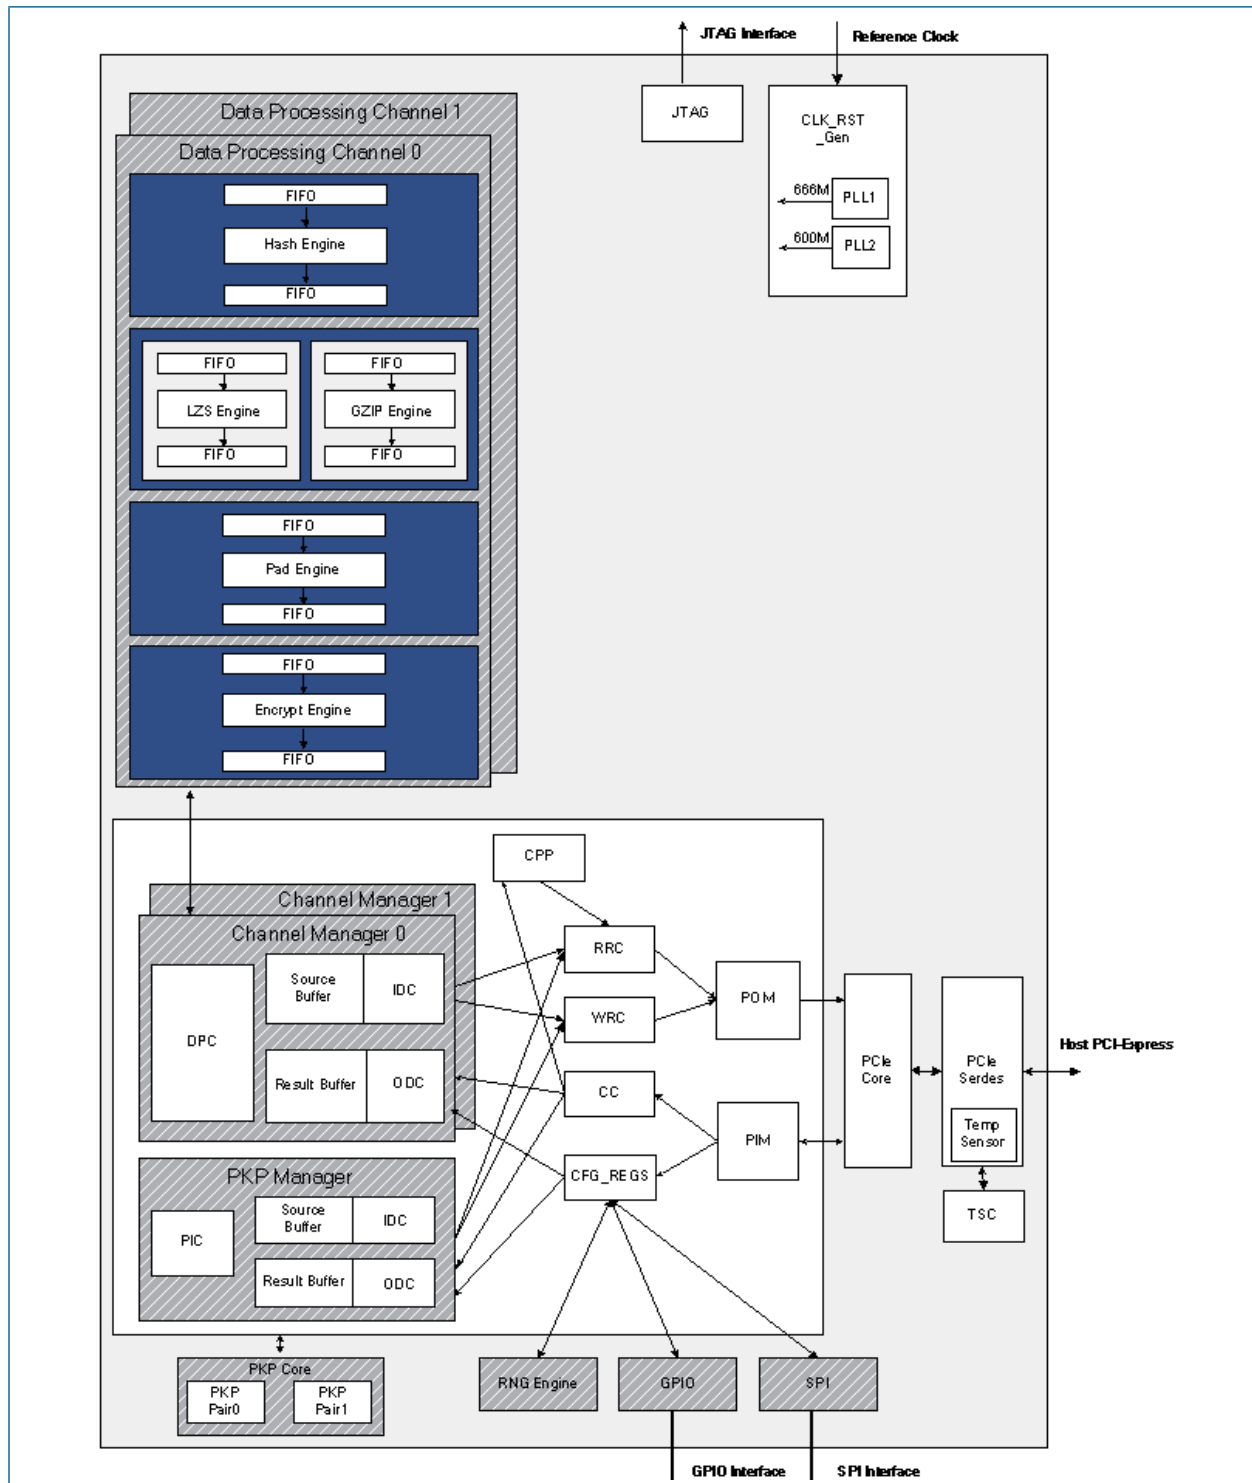 JTAG Interface
Reference Clock
JTAG
CLK_RST
_Gen
666M
PLL1
600M
PLL2
Data Processing Channel 1
Data Processing Channel 0
FIFO
Hash Engine
FIFO
FIFO
LZS Engine
FIFO
FIFO
GZIP Engine
FIFO
FIFO
Pad Engine
FIFO
FIFO
Encrypt Engine
FIFO
CPP
Channel Manager 1
Channel Manager 0
DPC
Source
Buffer
IDC
Result Buffer
ODC
RRC
WRC
CC
CFG_REGS
POM
PIM
PCIe
Core
PCIe
Serdes
Temp
Sensor
TSC
Host PCI-Express
PKP Manager
PIC
Source
Buffer
IDC
Result Buffer
ODC
PKP Core
PKP
Pair0
PKP
Pair1
RNG Engine
GPIO
SPI
GPIO Interface
SPI Interface